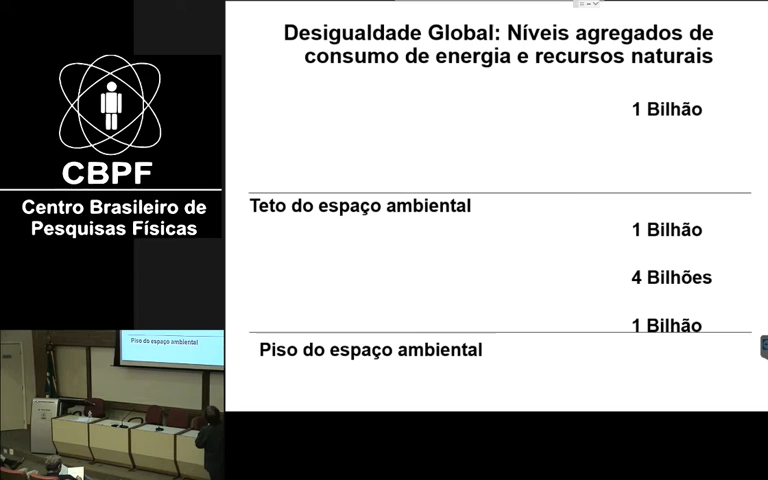 Desigualdade Global: Níveis agregados de
consumo de energia e recursos naturais
1 Bilhão
Teto do espaço ambiental
1 Bilhão
4 Bilhões
1 Bilhão
Piso do espaço ambiental
CBPF
Centro Brasileiro de
Pesquisas Físicas
Piso do espaço ambiental